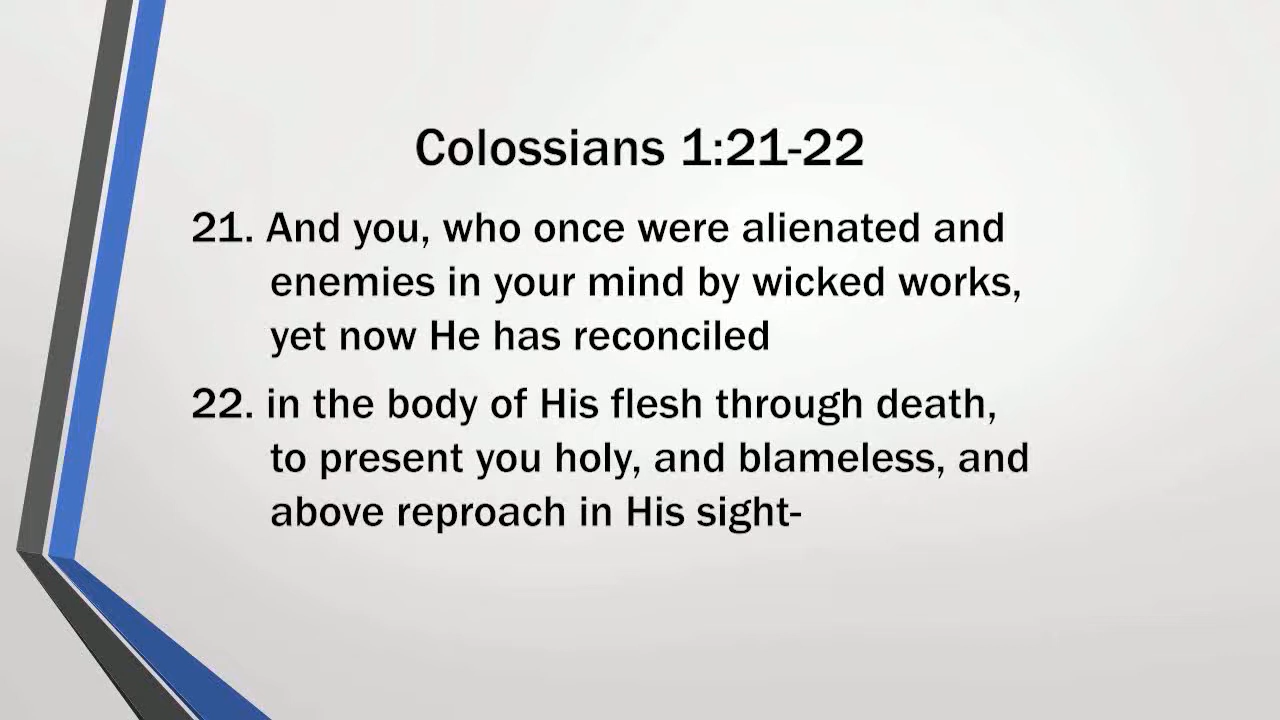 Colossians 1:21-22
21. And you, who once were alienated and
enemies in your mind by wicked works,
yet now He has reconciled
22. in the body of His flesh through death,
to present you holy, and blameless, and
above reproach in His sight-